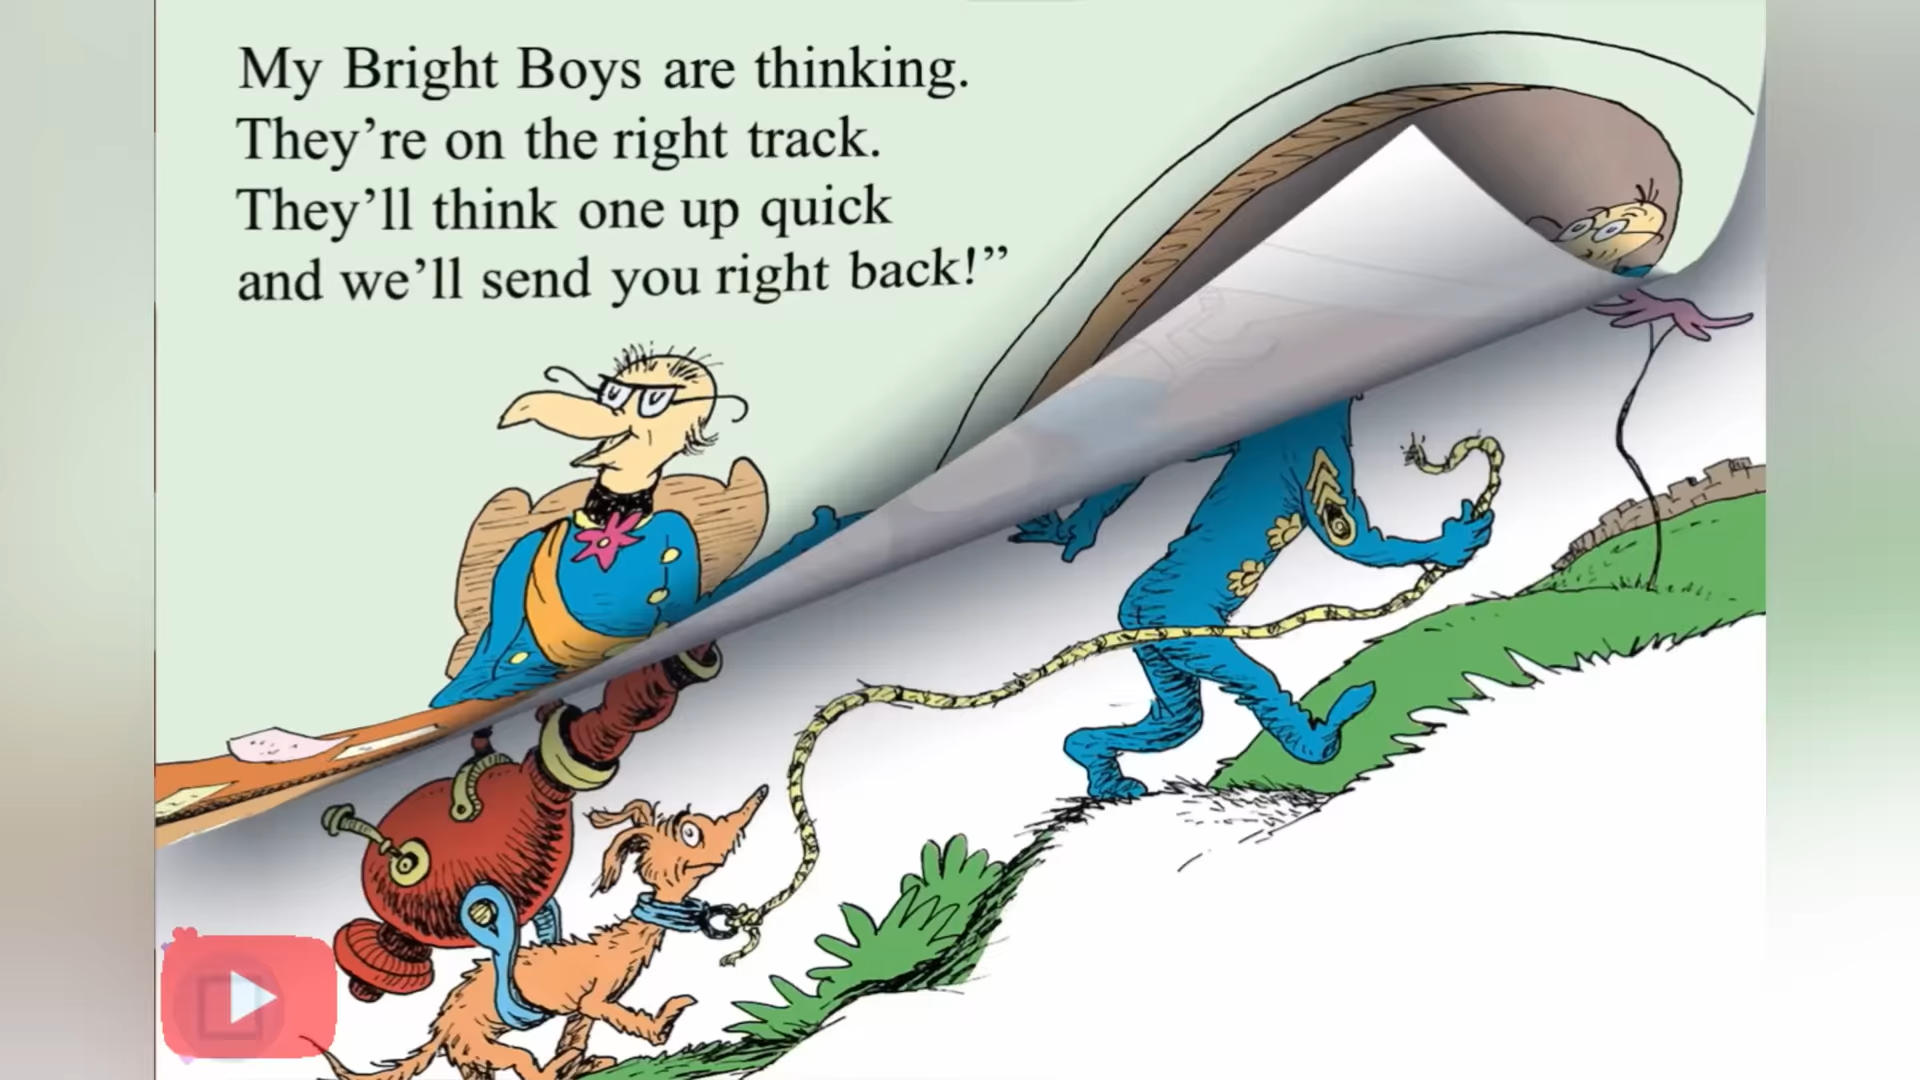 My Bright Boys are thinking.
They’re on the right track.
They’ll think one up quick
and we’ll send you right back!”